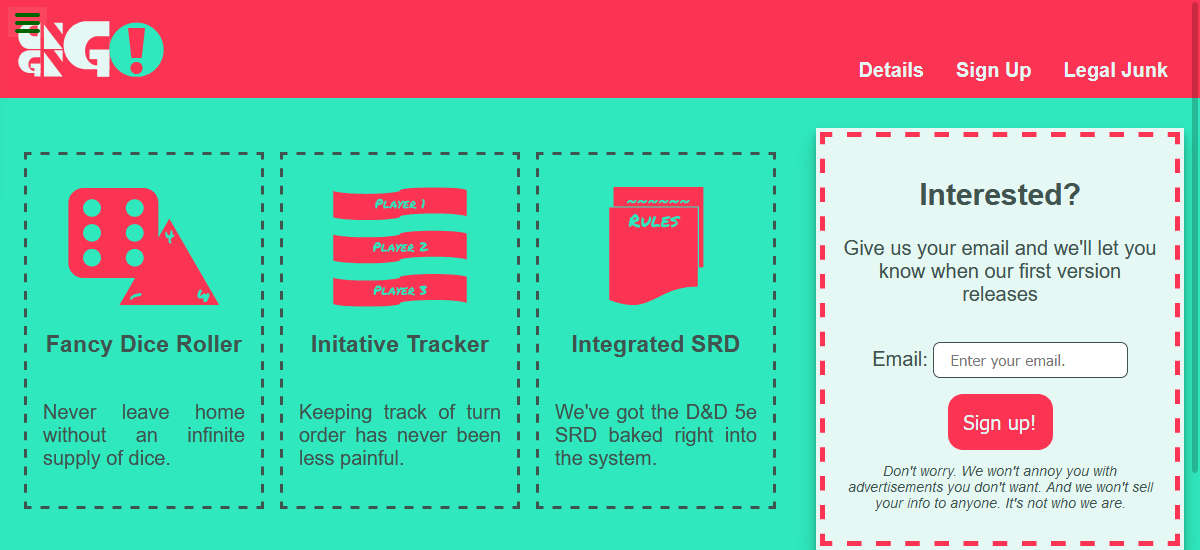 GNGO!
Details Sign Up Legal Junk
Player 1
Player 2
Player 3
~~~~~~
Rules
4
Fancy Dice Roller
Initative Tracker
Integrated SRD
Never leave home
without an infinite
supply of dice.
Keeping track of turn
order has never been
less painful.
We've got the D&D 5e
SRD baked right into
the system.
Interested?
Give us your email and we'll let you
know when our first version
releases
Email: Enter your email.
Sign up!
Don't worry. We won't annoy you with
advertisements you don't want. And we won't sell
your info to anyone. It's not who we are.